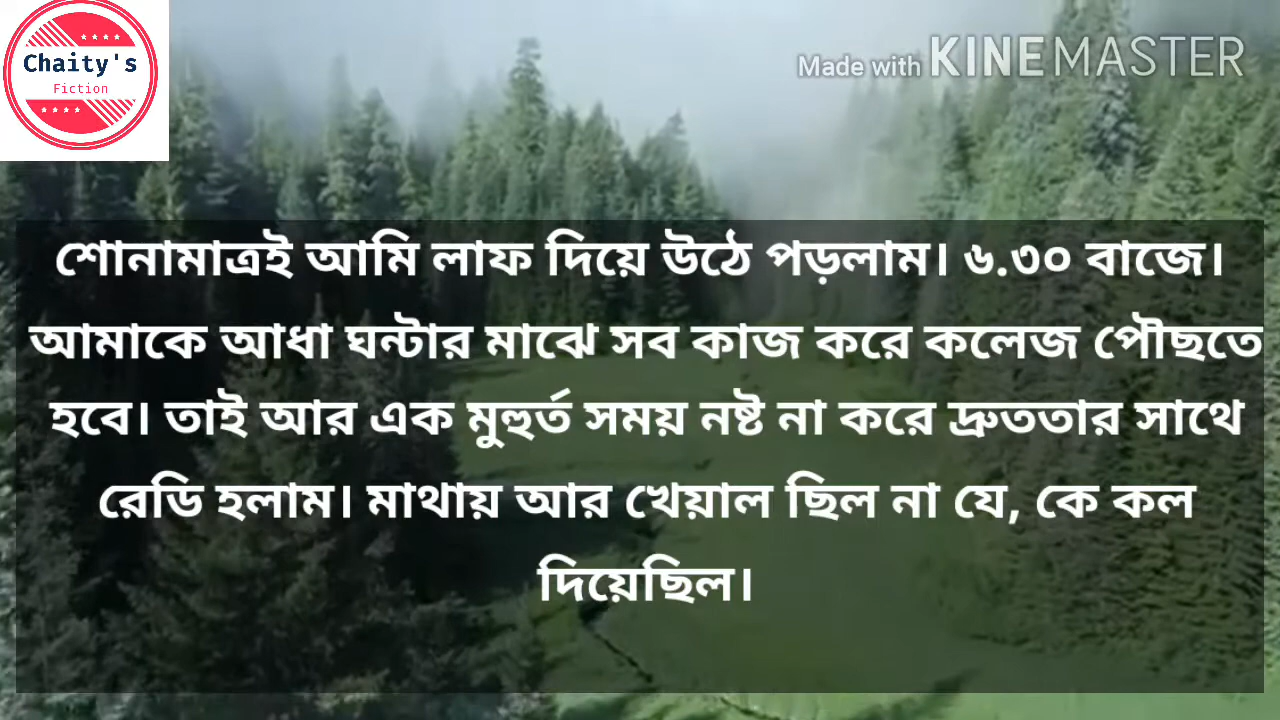 Chaity's
Fiction
Made with KINEMASTER
শোনামাত্রই আমি লাফ দিয়ে উঠে পড়লাম। ৬.৩০ বাজে।
আমাকে আধা ঘন্টার মাঝে সব কাজ করে কলেজ পৌছতে
হবে। তাই আর এক মুহুর্ত সময় নষ্ট না করে দ্রুততার সাথে
রেডি হলাম। মাথায় আর খেয়াল ছিল না যে, কে কল
দিয়েছিল।